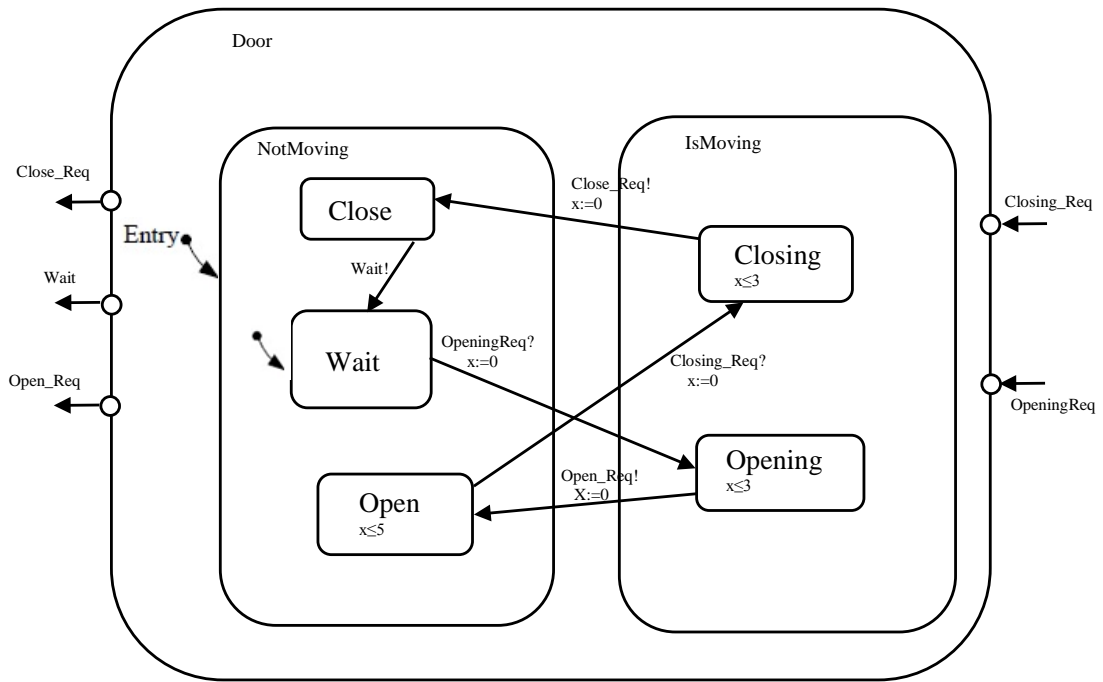 Door
NotMoving
IsMoving
Close_Req
Close_Req!
x:=0
Closing_Req
Close
Entry
Closing
x≤3
Wait!
Wait
Wait
OpeningReq?
x:=0
Closing_Req?
x:=0
Open_Req
OpeningReq
Opening
x≤3
Open_Req!
X:=0
Open
x≤5